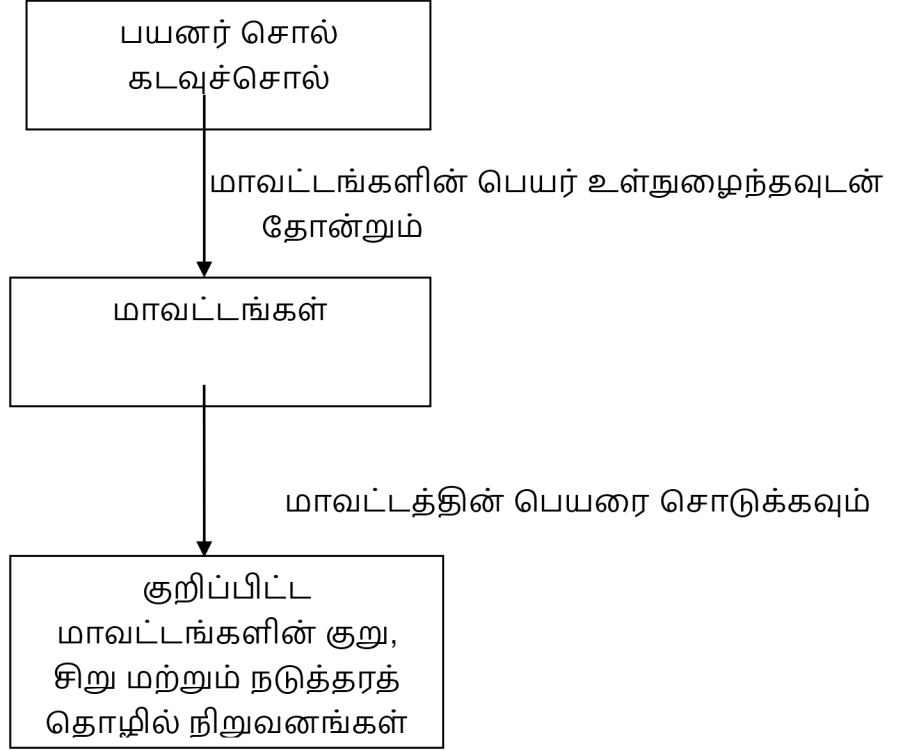 பயனர் சொல்
கடவுச்சொல்
மாவட்டங்களின் பெயர் உள்நுழைந்தவுடன்
தோன்றும்
மாவட்டங்கள்
மாவட்டத்தின் பெயரை சொடுக்கவும்
குறிப்பிட்ட
மாவட்டங்களின் குறு,
சிறு மற்றும் நடுத்தரத்
தொழில் நிறுவனங்கள்